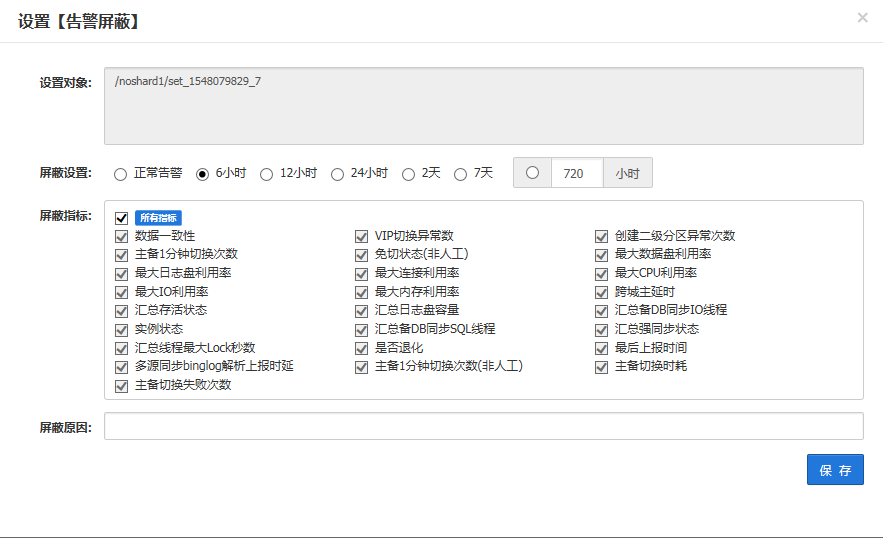 设置【告警屏蔽】
×
设置对象:
/noshard1/set_1548079829_7
屏蔽设置: 正常告警 6小时 12小时 24小时 2天 7天 720 小时
屏蔽指标: 所有指标
数据一致性 VIP切换异常数 创建二级分区异常次数
主备1分钟切换次数 免切状态(非人工) 最大数据盘利用率
最大日志盘利用率 最大连接利用率 最大CPU利用率
最大IO利用率 最大内存利用率 跨城主延时
汇总存活状态 汇总日志盘容量 汇总备DB同步IO线程
实例状态 汇总备DB同步SQL线程 汇总强同步状态
汇总线程最大Lock秒数 是否退化 最后上报时间
多源同步binglog解析上报时延 主备1分钟切换次数(非人工) 主备切换时耗
主备切换失败次数
屏蔽原因:
保 存